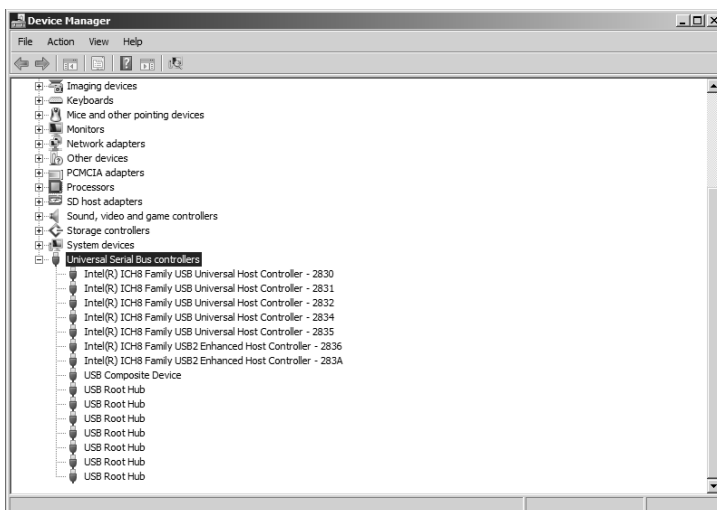 Device Manager
File Action View Help
Imaging devices
Keyboards
Mice and other pointing devices
Monitors
Network adapters
Other devices
PCMCIA adapters
Processors
SD host adapters
Sound, video and game controllers
Storage controllers
System devices
Universal Serial Bus controllers
Intel(R) ICH8 Family USB Universal Host Controller - 2830
Intel(R) ICH8 Family USB Universal Host Controller - 2831
Intel(R) ICH8 Family USB Universal Host Controller - 2832
Intel(R) ICH8 Family USB Universal Host Controller - 2834
Intel(R) ICH8 Family USB Universal Host Controller - 2835
Intel(R) ICH8 Family USB2 Enhanced Host Controller - 2836
Intel(R) ICH8 Family USB2 Enhanced Host Controller - 283A
USB Composite Device
USB Root Hub
USB Root Hub
USB Root Hub
USB Root Hub
USB Root Hub
USB Root Hub
USB Root Hub